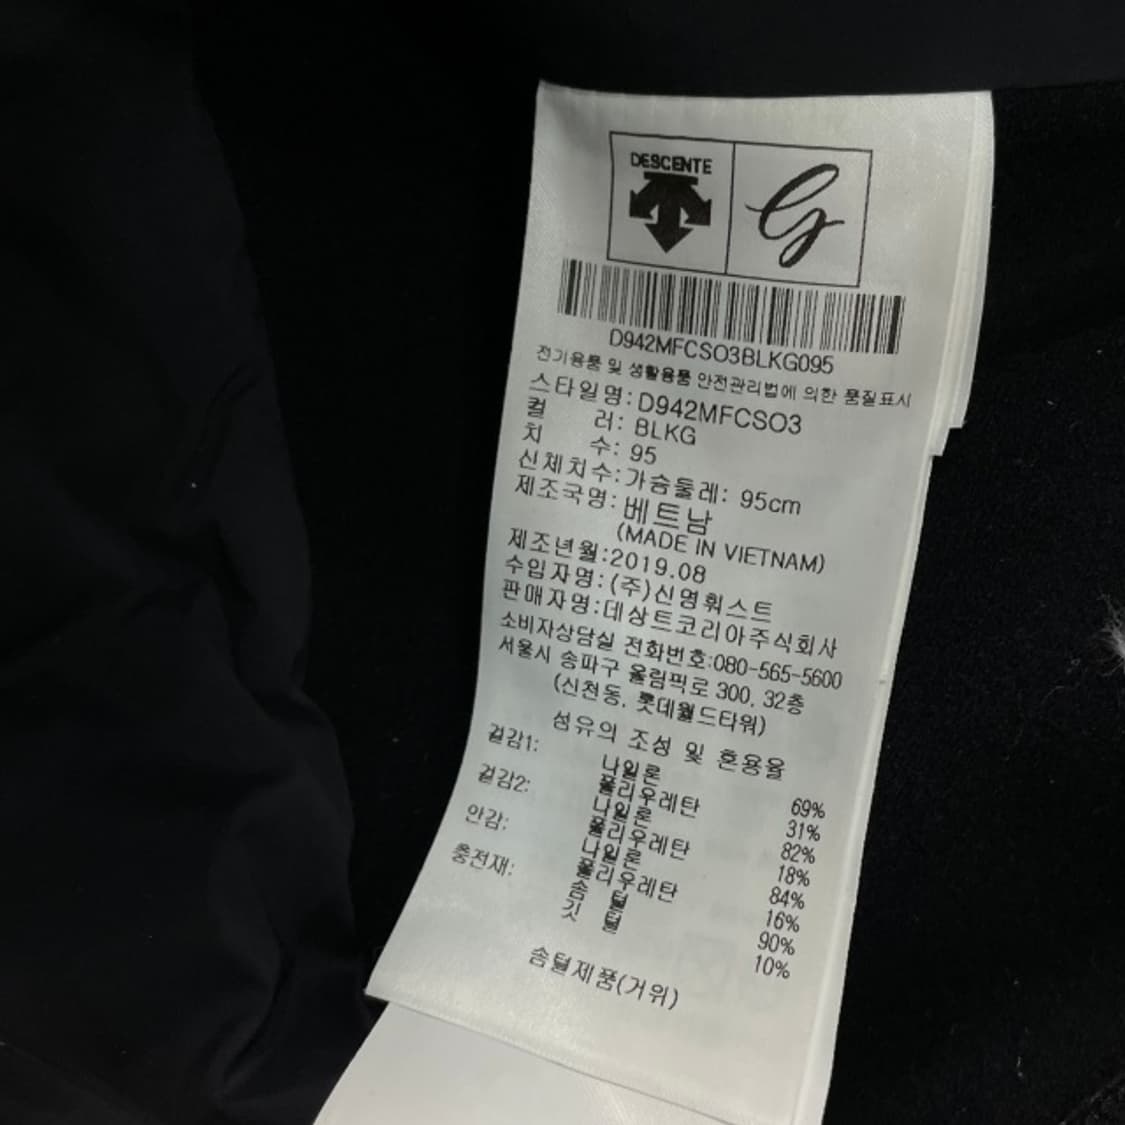 DESCENTE
G
D942MFCSO3BLKG095
전기용품 및 생활용품 안전관리법에 의한 품질표시
스타일명: D942MFCSO3
컬 러: BLKG
치 수: 95
신체치수: 가슴둘레: 95cm
제조국명: 베트남
(MADE IN VIETNAM)
제조년월: 2019.08
수입자명: (주)신영훠스트
판매자명: 데상트코리아주식회사
소비자상담실 전화번호:080-565-5600
서울시 송파구 올림픽로 300, 32층
(신천동, 롯데월드타워)
섬유의 조성 및 혼용율
겉감1: 나일론 69%
폴리우레탄 31%
겉감2: 나일론 82%
폴리우레탄 18%
안감: 나일론 84%
폴리우레탄 16%
충전재: 솜 털 90%
깃 털 10%
솜털제품(거위)